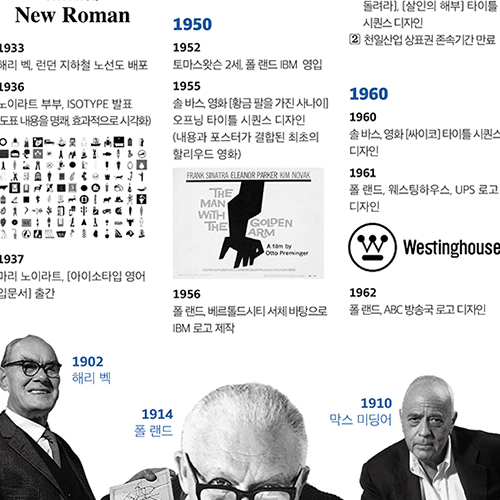 New Roman
1933
해리 벡, 런던 지하철 노선도 배포
1936
노이라트 부부, ISOTYPE 발표
(도표 내용을 명쾌, 효과적으로 시각화)
1937
마리 노이라트, [아이소타입 영어
입문서] 출간
1950
1952
토마스왓슨 2세, 폴 랜드 IBM 영입
1955
솔 바스, 영화 [황금 팔을 가진 사나이]
오프닝 타이틀 시퀀스 디자인
(내용과 포스터가 결합된 최초의
할리우드 영화)
FRANK SINATRA ELEANOR PARKER KIM NOVAK
THE
MAN
WITH
THE GOLDEN
ARM
A film by
Otto Preminger
1956
폴 랜드, 베르톨드시티 서체 바탕으로
IBM 로고 제작
돌려라], [살인의 해부] 타이틀
시퀀스 디자인
2 천일산업 상표권 존속기간 만료
1960
1960
솔 바스, 영화 [싸이코] 타이틀 시퀀스
디자인
1961
폴 랜드, 웨스팅하우스, UPS 로고
디자인
Westinghouse
1962
폴 랜드, ABC 방송국 로고 디자인
1902
해리 벡
1914
폴 랜드
1910
막스 미딩어